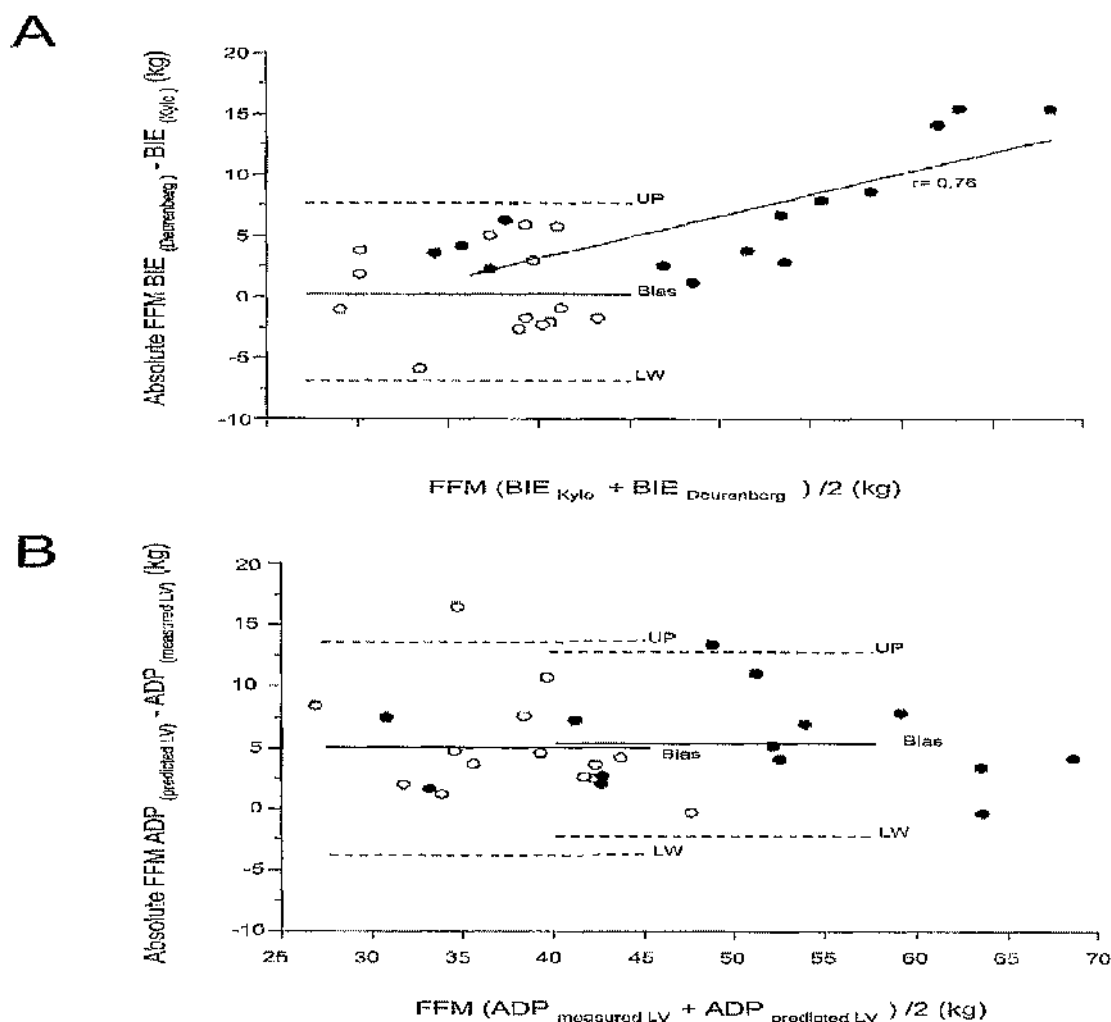 A
Absolute FFM BIE (Deurenberg) - BIE (Kyle) (kg)
20
15
10
5
0
-5
-10
UP
Bias
LW
r= 0,76
FFM (BIE Kyle + BIE Deurenberg ) /2 (kg)
B
Absolute FFM ADP (predicted LV) - ADP (measured LV) (kg)
20
15
10
5
0
-5
-10
UP
UP
Bias
Bias
LW
LW
25 30 35 40 45 50 55 60 65 70
FFM (ADP measured LV + ADP predicted LV ) /2 (kg)